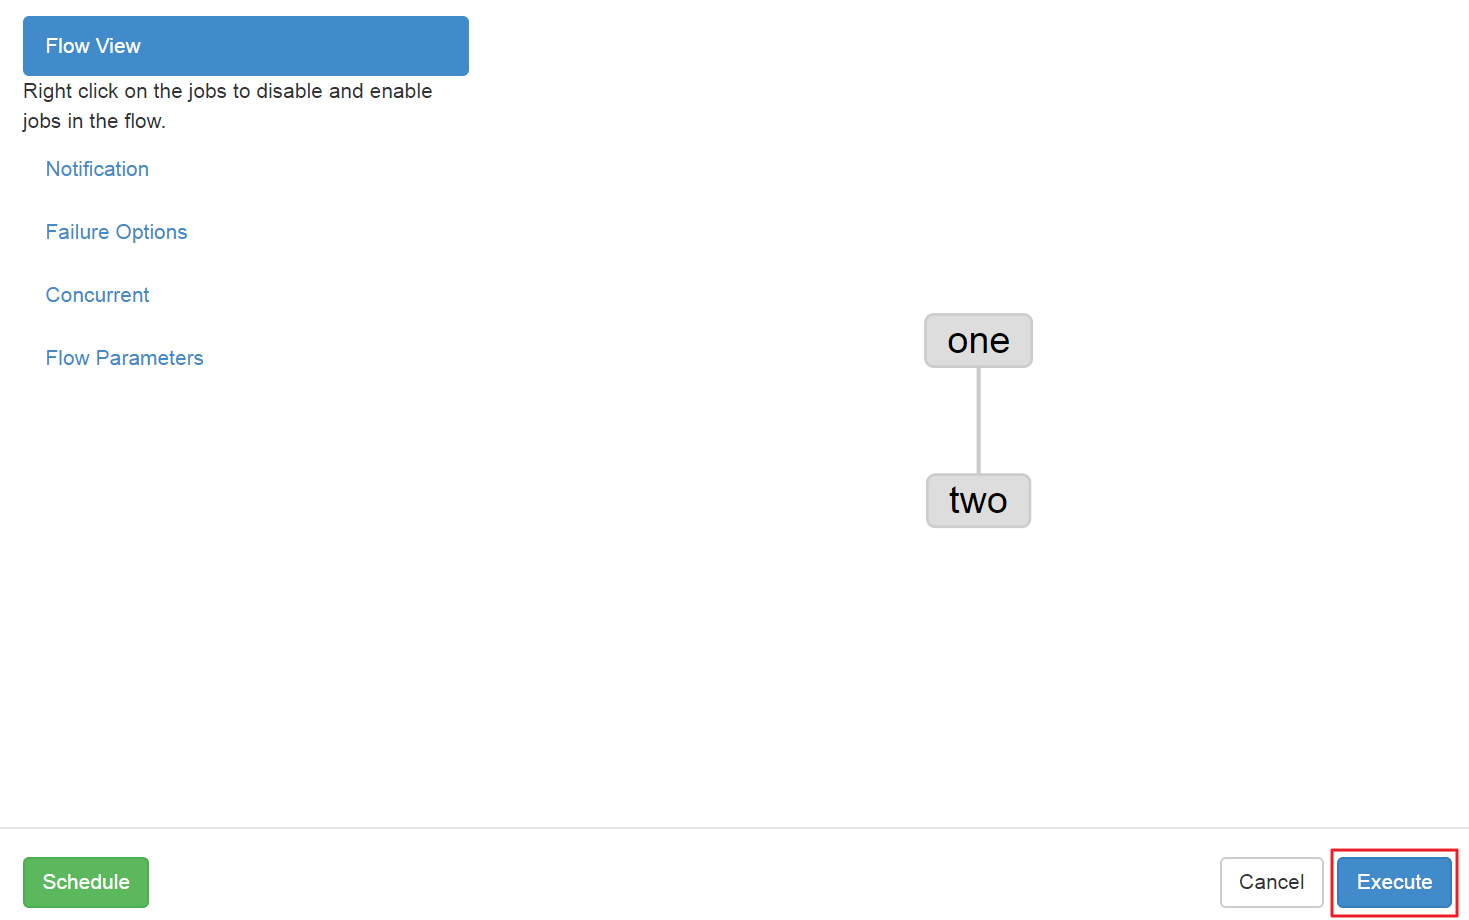 Flow View
Right click on the jobs to disable and enable
jobs in the flow.
Notification
Failure Options
Concurrent
Flow Parameters
one
two
Schedule
Cancel
Execute